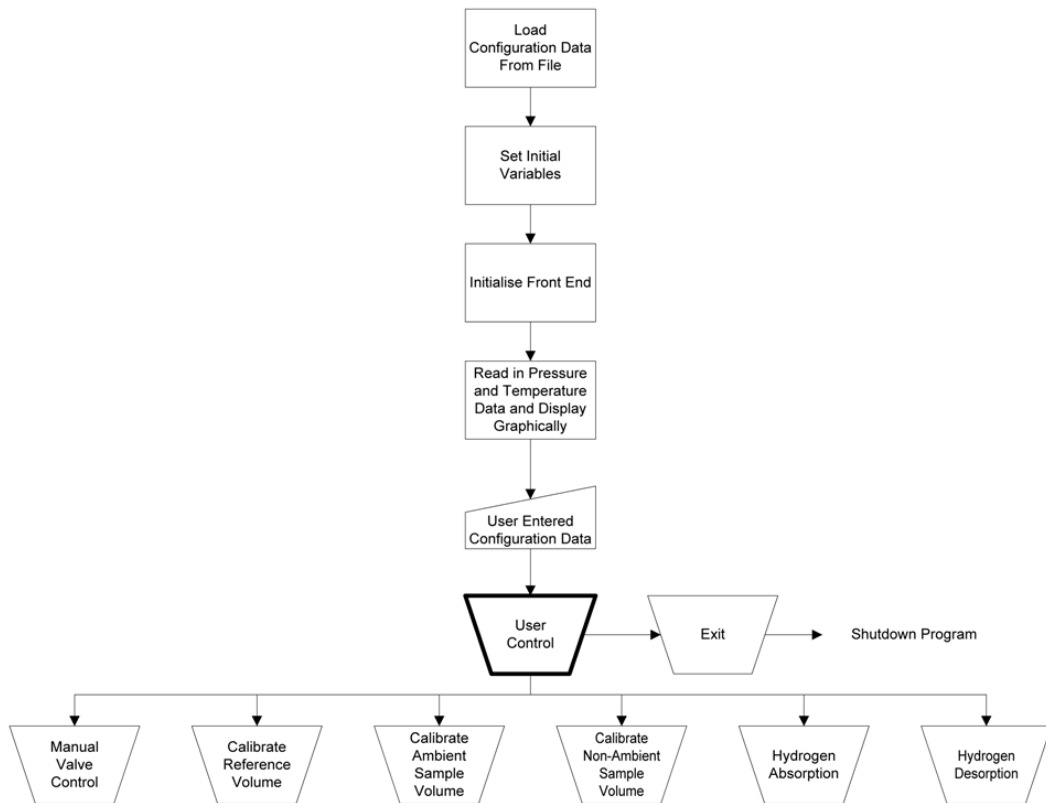 Load
Configuration Data
From File
Set Initial
Variables
Initialise Front End
Read in Pressure
and Temperature
Data and Display
Graphically
User Entered
Configuration Data
User
Control
Exit
Shutdown Program
Manual
Valve
Control
Calibrate
Reference
Volume
Calibrate
Ambient
Sample
Volume
Calibrate
Non-Ambient
Sample
Volume
Hydrogen
Absorption
Hydrogen
Desorption